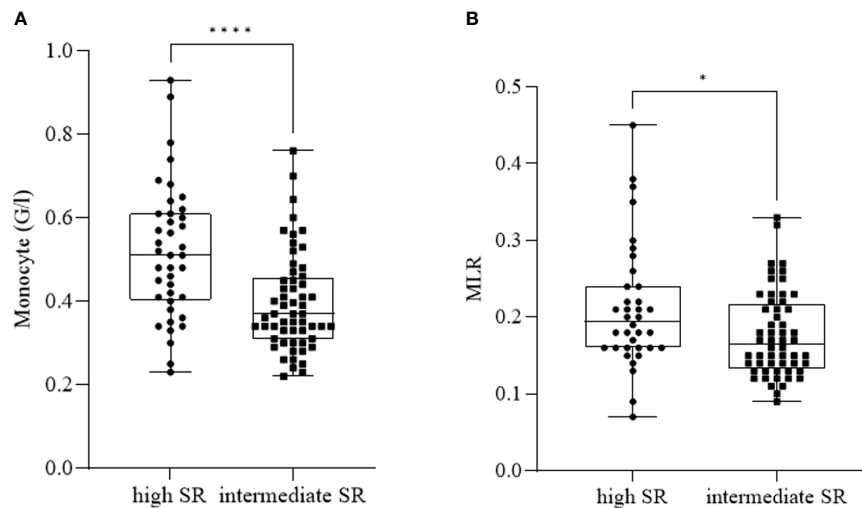 A
****
1.0
0.8
0.6
0.4
0.2
0.0
Monocyte (G/l)
high SR
intermediate SR
B
*
0.5
0.4
0.3
0.2
0.1
0.0
MLR
high SR
intermediate SR